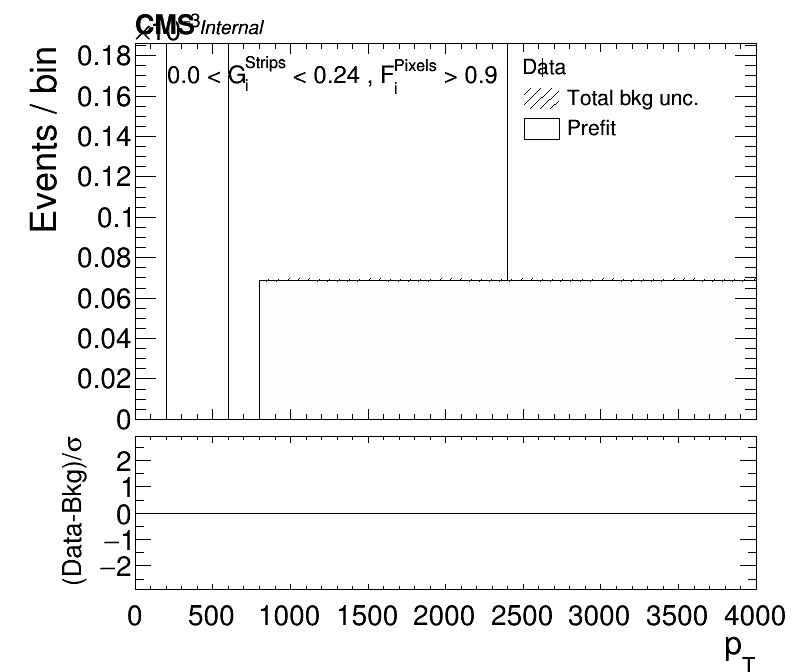 CMS Internal
×10³
0.0 < G_i^Strips < 0.24 , F_i^Pixels > 0.9
Data
Total bkg unc.
Prefit
Events / bin
0.18
0.16
0.14
0.12
0.1
0.08
0.06
0.04
0.02
0
(Data-Bkg)/σ
2
1
0
−1
−2
0 500 1000 1500 2000 2500 3000 3500 4000
p_T